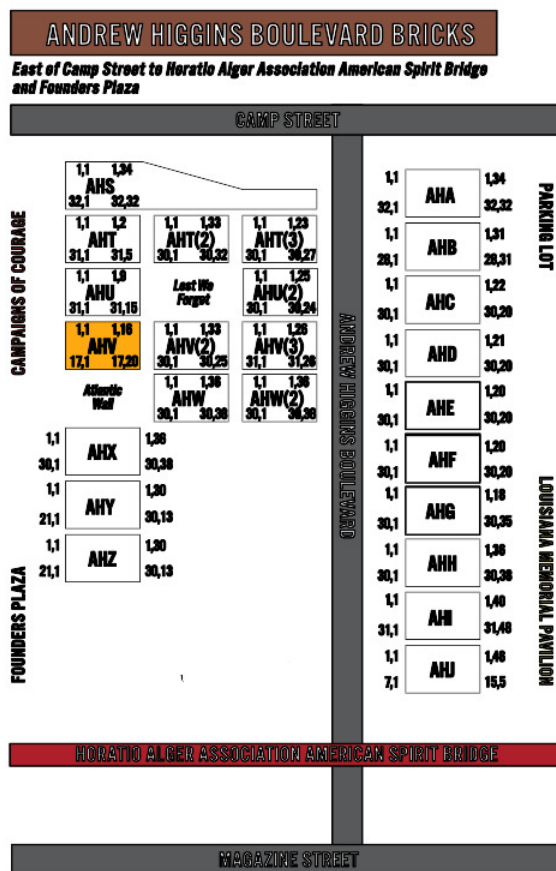 ANDREW HIGGINS BOULEVARD BRICKS
East of Camp Street to Horatio Alger Association American Spirit Bridge
and Founders Plaza
CAMP STREET
CAMPAIGNS OF COURAGE
FOUNDERS PLAZA
1,1 1,34
AHS
32,1 32,32
1,1 1,2
AHT
31,1 31,5
1,1 1,33
AHT(2)
30,1 30,32
1,1 1,23
AHT(3)
30,1 30,27
1,1 1,9
AHU
31,1 31,15
Lest We
Forget
1,1 1,25
AHU(2)
30,1 30,24
1,1 1,16
AHV
17,1 17,20
1,1 1,33
AHV(2)
30,1 30,25
1,1 1,26
AHV(3)
31,1 31,26
Atlantic
Wall
1,1 1,36
AHW
30,1 30,38
1,1 1,36
AHW(2)
30,1 30,38
1,1 1,36
AHX
30,1 30,38
1,1 1,30
AHY
21,1 30,13
1,1 1,30
AHZ
21,1 30,13
ANDREW HIGGINS BOULEVARD
1,1 1,34
AHA
32,1 32,32
1,1 1,31
AHB
28,1 28,31
1,1 1,22
AHC
30,1 30,20
1,1 1,21
AHD
30,1 30,20
1,1 1,20
AHE
30,1 30,20
1,1 1,20
AHF
30,1 30,20
1,1 1,18
AHG
30,1 30,35
1,1 1,36
AHH
30,1 30,38
1,1 1,40
AHI
31,1 31,48
1,1 1,48
AHJ
7,1 15,5
PARKING LOT
LOUISIANA MEMORIAL PAVILION
HORATIO ALGER ASSOCIATION AMERICAN SPIRIT BRIDGE
MAGAZINE STREET